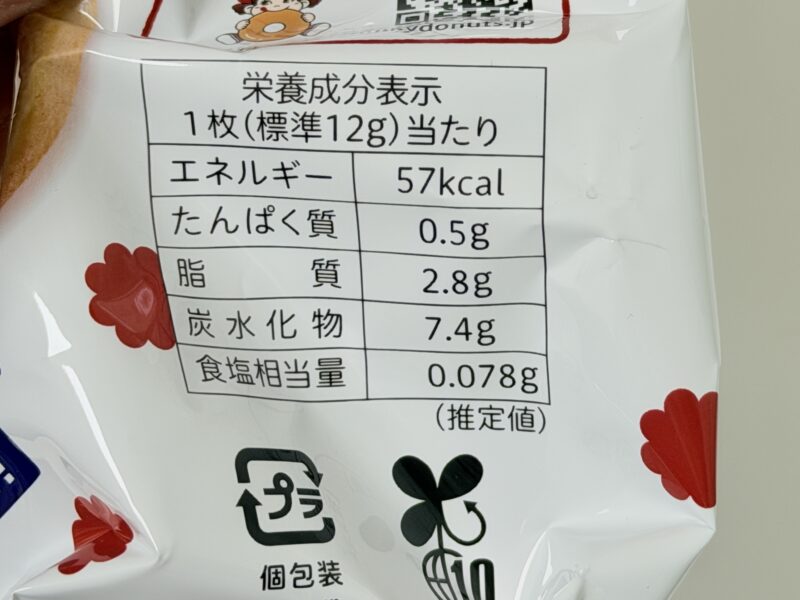 栄養成分表示
1枚(標準12g)当たり
エネルギー 57kcal
たんぱく質 0.5g
脂質 2.8g
炭水化物 7.4g
食塩相当量 0.078g
(推定値)
プラ
10
個包装